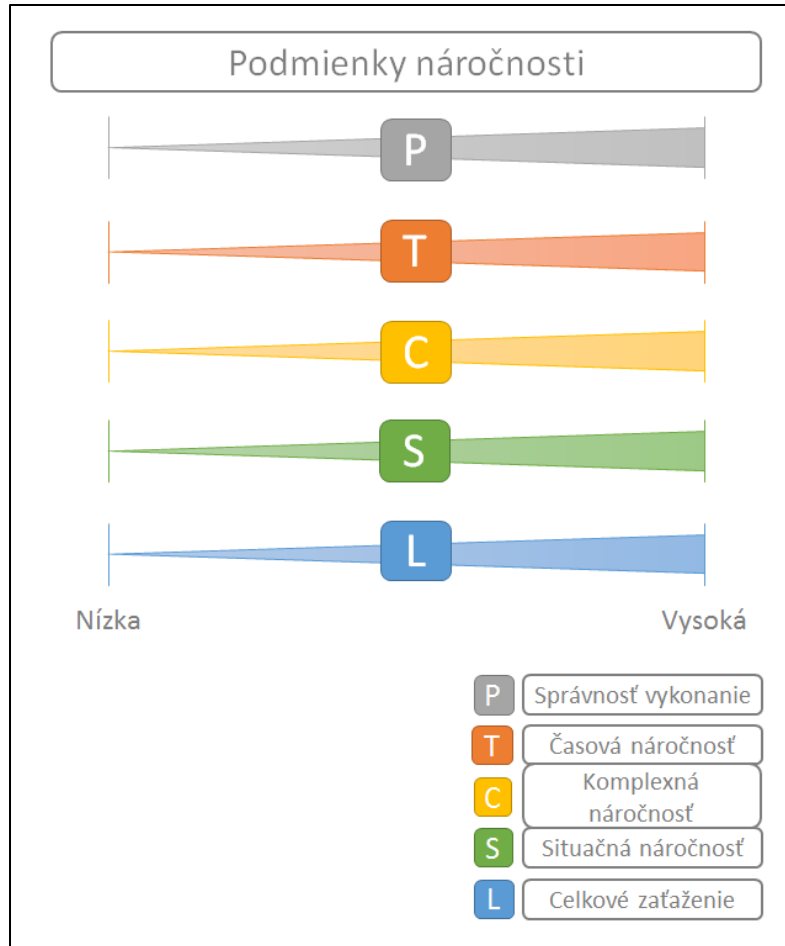 Podmienky náročnosti
P
T
C
S
L
Nízka
Vysoká
P Správnosť vykonanie
T Časová náročnosť
C Komplexná
náročnosť
S Situačná náročnosť
L Celkové zaťaženie